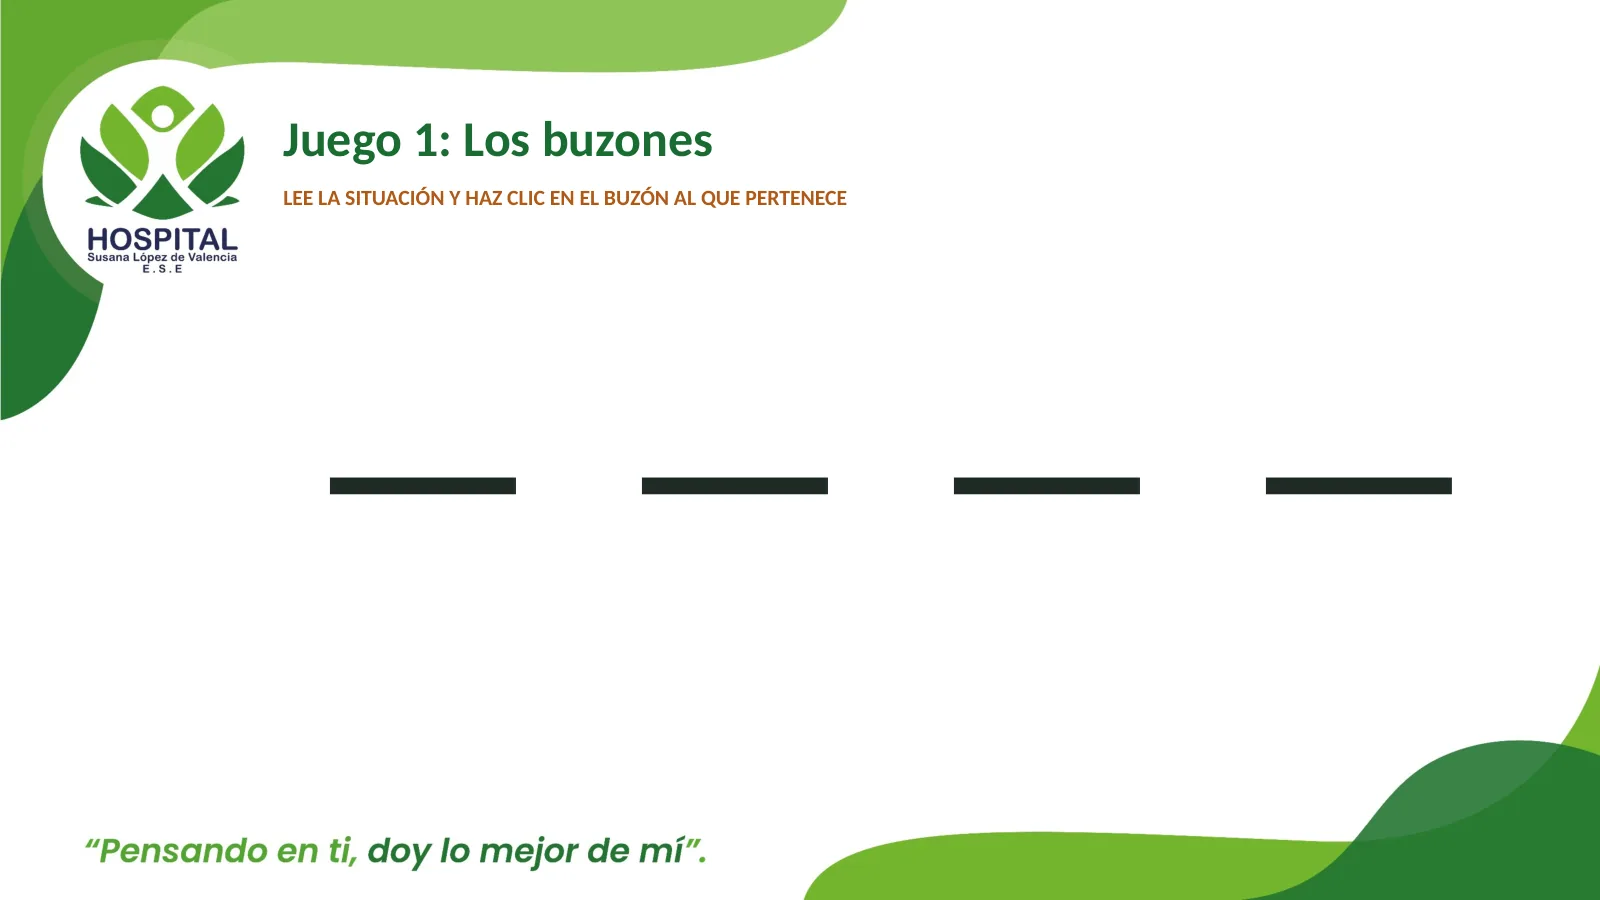 Juego 1: Los buzones
LEE LA SITUACIÓN Y HAZ CLIC EN EL BUZÓN AL QUE PERTENECE
HOSPITAL
Susana López de Valencia
E.S.E
“Pensando en ti, doy lo mejor de mí”.